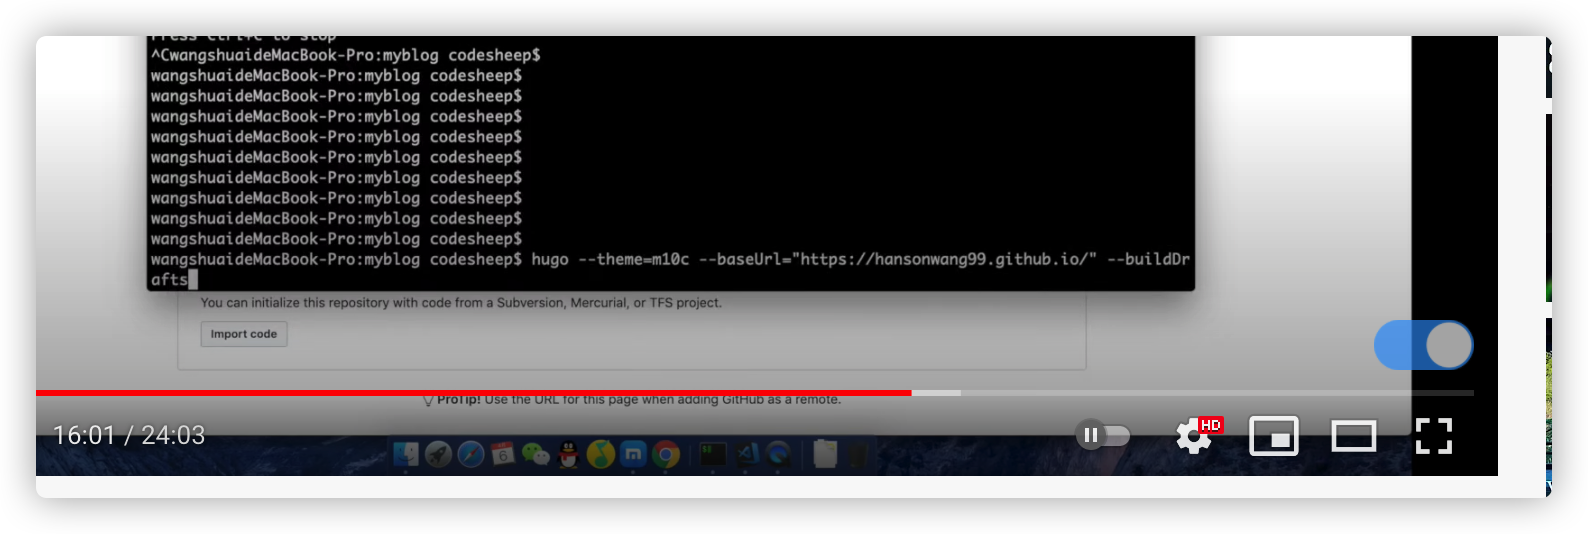 Press Ctrl+C to stop
^CwangshuaideMacBook-Pro:myblog codesheep$
wangshuaideMacBook-Pro:myblog codesheep$
wangshuaideMacBook-Pro:myblog codesheep$
wangshuaideMacBook-Pro:myblog codesheep$
wangshuaideMacBook-Pro:myblog codesheep$
wangshuaideMacBook-Pro:myblog codesheep$
wangshuaideMacBook-Pro:myblog codesheep$
wangshuaideMacBook-Pro:myblog codesheep$
wangshuaideMacBook-Pro:myblog codesheep$
wangshuaideMacBook-Pro:myblog codesheep$
wangshuaideMacBook-Pro:myblog codesheep$ hugo --theme=m10c --baseUrl="https://hansonwang99.github.io/" --buildDr
afts
You can initialize this repository with code from a Subversion, Mercurial, or TFS project.
Import code
ProTip! Use the URL for this page when adding GitHub as a remote.
16:01 / 24:03
HD
6